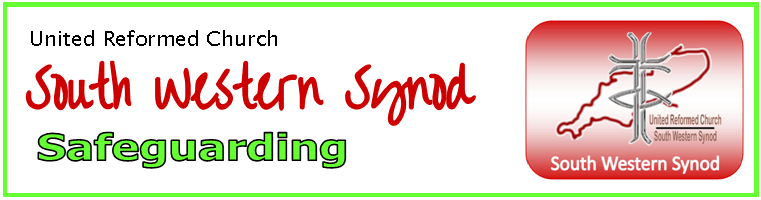 United Reformed Church
South Western Synod
Safeguarding
United Reformed Church
South Western Synod
South Western Synod